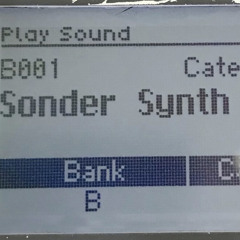 Play Sound
B001 Cate
Sonder Synth
Bank C
B